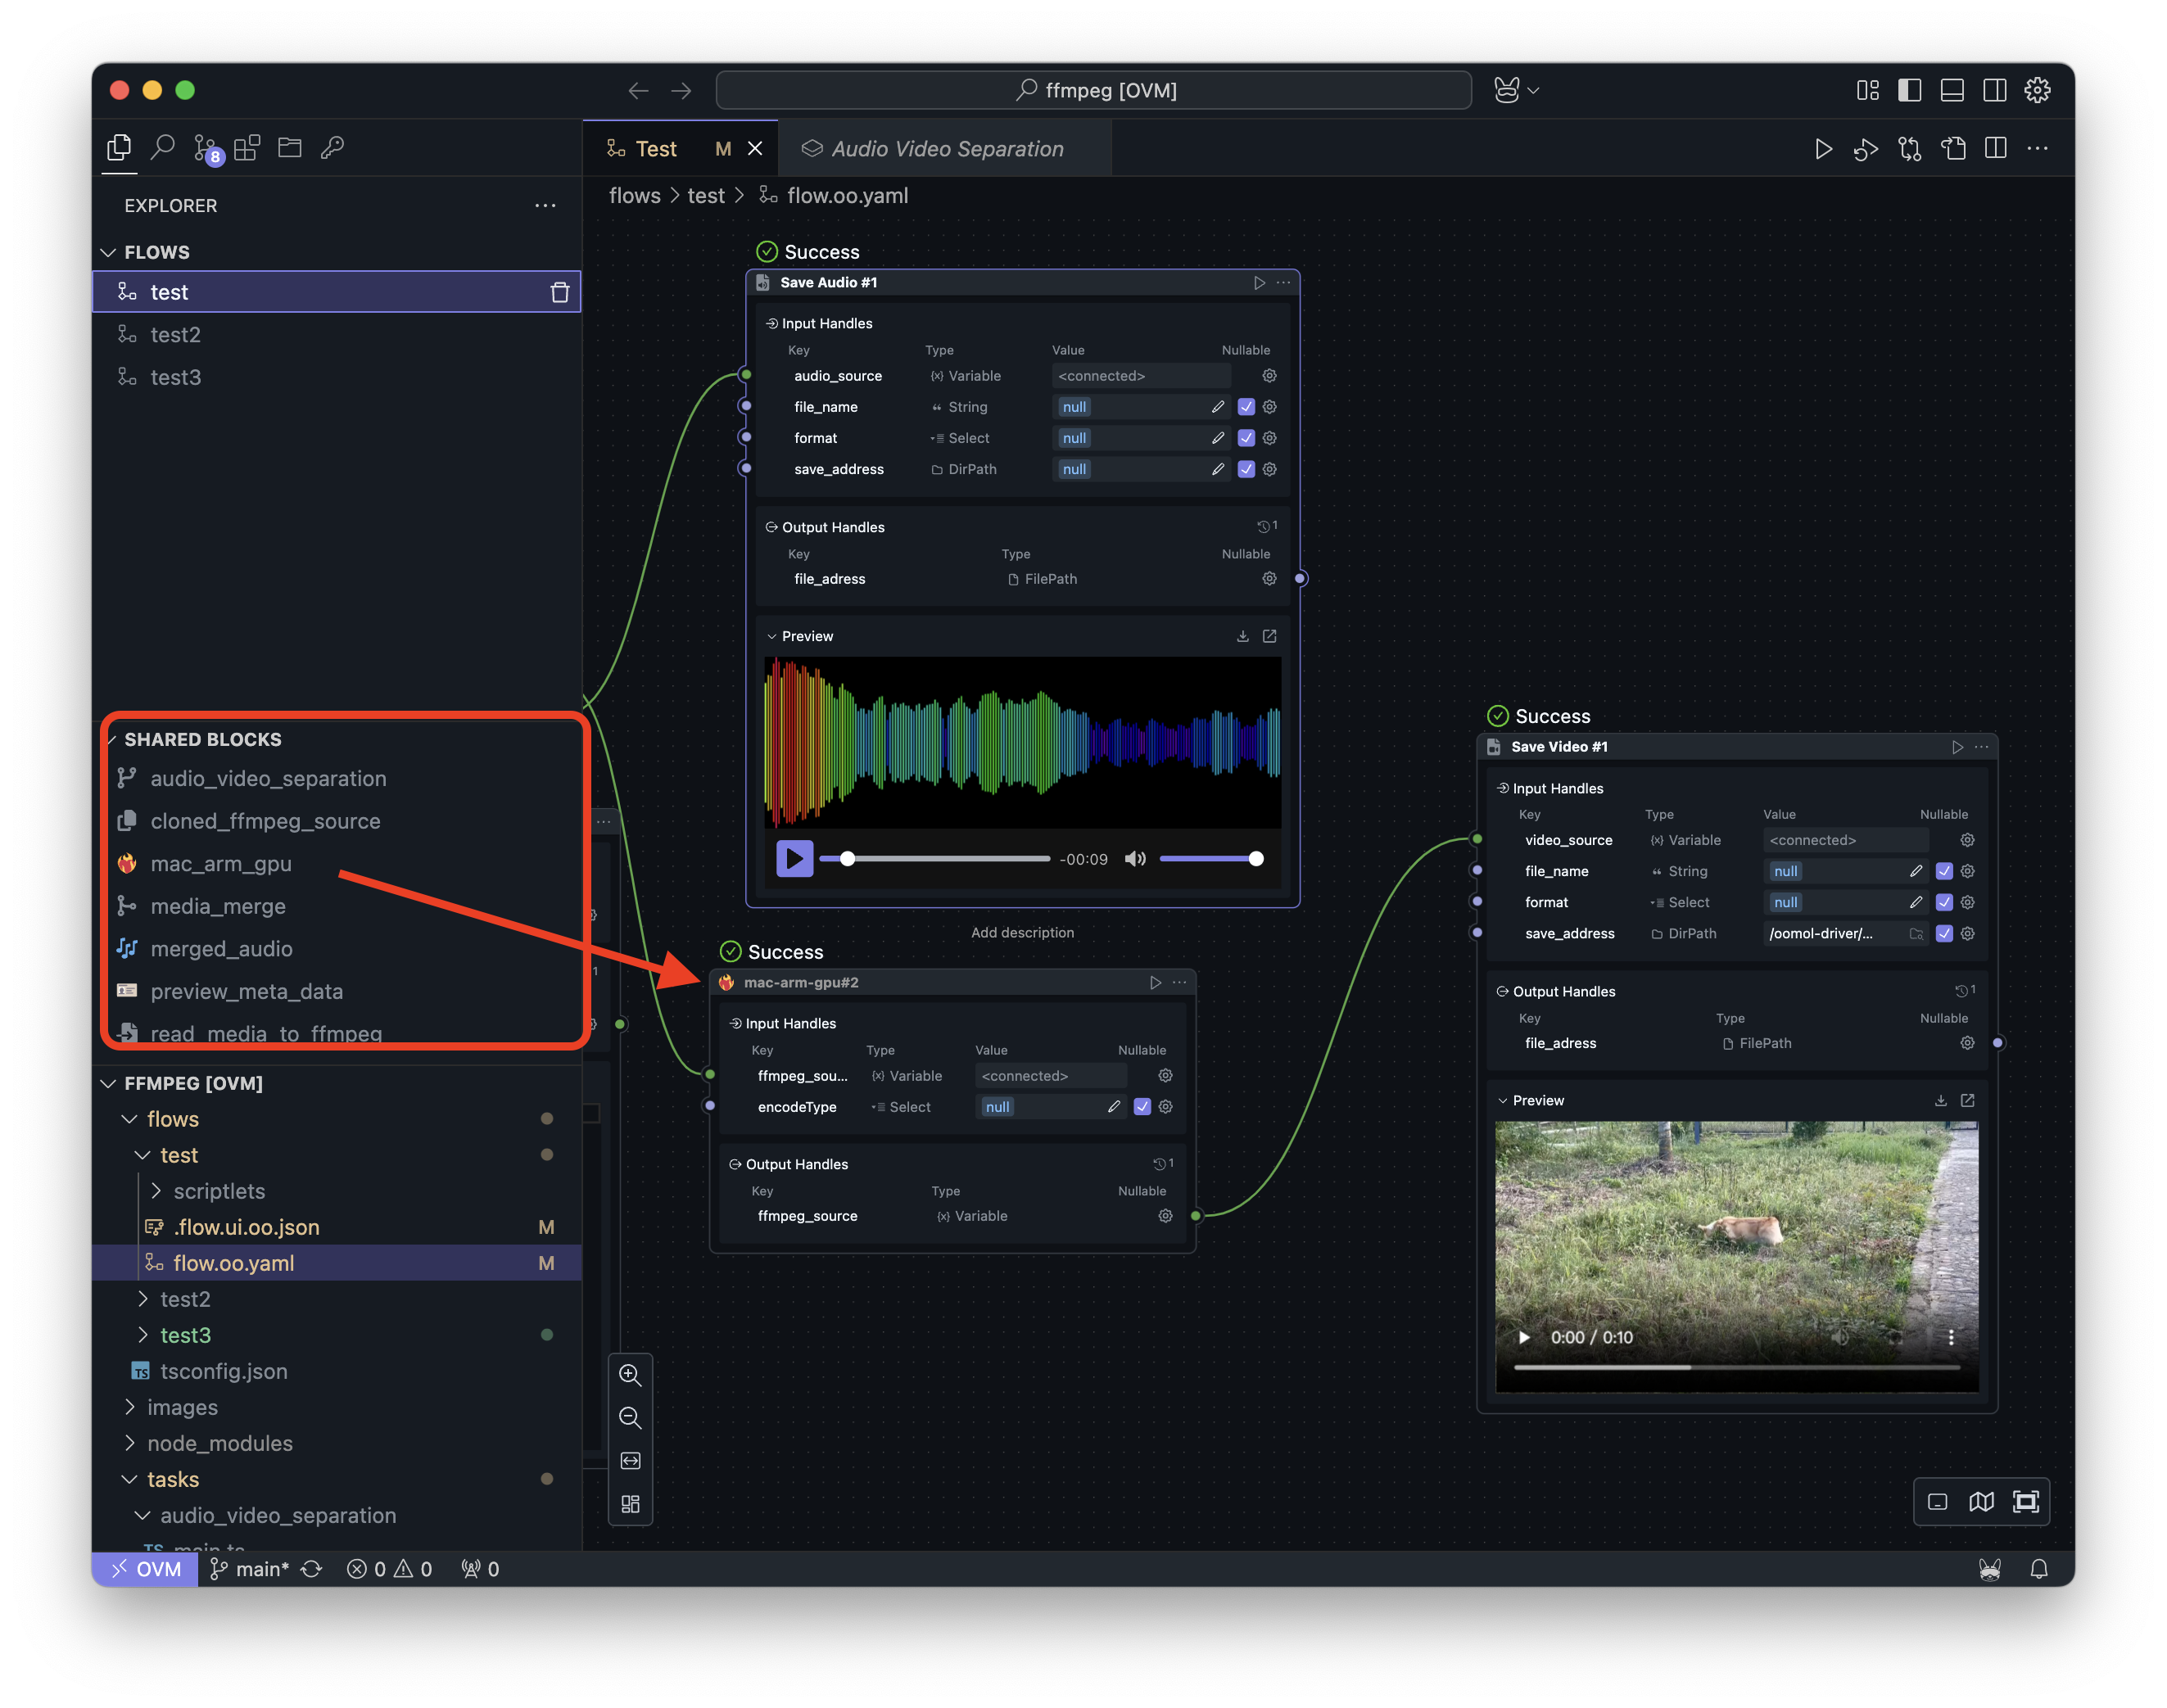 ffmpeg [OVM]
8
Test M
Audio Video Separation
EXPLORER
flows > test > flow.oo.yaml
FLOWS
test
test2
test3
Success
Save Audio #1
Input Handles
Key Type Value Nullable
audio_source Variable <connected>
file_name String null
format Select null
save_address DirPath null
Output Handles 1
Key Type Nullable
file_adress FilePath
Preview
-00:09
Add description
SHARED BLOCKS
audio_video_separation
cloned_ffmpeg_source
mac_arm_gpu
media_merge
merged_audio
preview_meta_data
read_media_to_ffmpeg
1
Success
mac-arm-gpu#2
Input Handles
Key Type Value Nullable
ffmpeg_sou... Variable <connected>
encodeType Select null
Output Handles 1
Key Type Nullable
ffmpeg_source Variable
Success
Save Video #1
Input Handles
Key Type Value Nullable
video_source Variable <connected>
file_name String null
format Select null
save_address DirPath /oomol-driver/...
Output Handles 1
Key Type Nullable
file_adress FilePath
Preview
0:00 / 0:10
FFMPEG [OVM]
flows
test
scriptlets
.flow.ui.oo.json M
flow.oo.yaml M
test2
test3
TS tsconfig.json
images
node_modules
tasks
audio_video_separation
TS main.ts
OVM main* 0 0 0